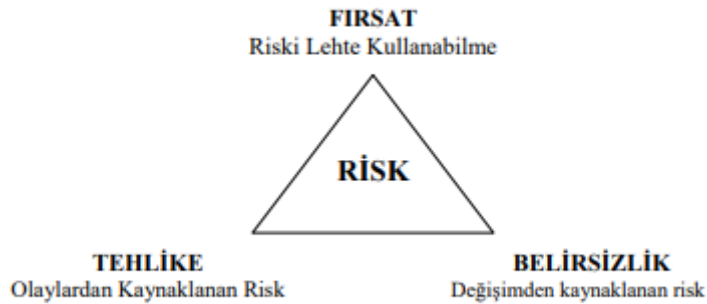 FIRSAT
Riski Lehte Kullanabilme
RİSK
TEHLİKE
Olaylardan Kaynaklanan Risk
BELİRSİZLİK
Değişimden kaynaklanan risk